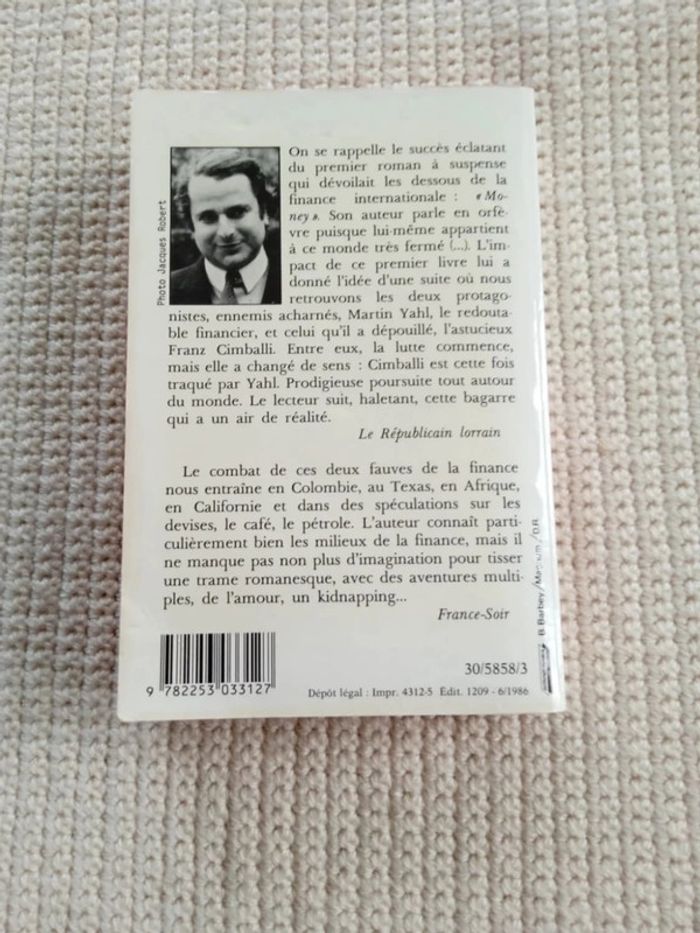 Photo Jacques Robert
On se rappelle le succès éclatant
du premier roman à suspense
qui dévoilait les dessous de la
finance internationale : « Mo-
ney ». Son auteur parle en orfè-
vre puisque lui-même appartient
à ce monde très fermé (...). L'im-
pact de ce premier livre lui a
donné l'idée d'une suite où nous
retrouvons les deux protago-
nistes, ennemis acharnés, Martin Yahl, le redouta-
ble financier, et celui qu'il a dépouillé, l'astucieux
Franz Cimballi. Entre eux, la lutte commence,
mais elle a changé de sens : Cimballi est cette fois
traqué par Yahl. Prodigieuse poursuite tout autour
du monde. Le lecteur suit, haletant, cette bagarre
qui a un air de réalité.
Le Républicain lorrain
Le combat de ces deux fauves de la finance
nous entraîne en Colombie, au Texas, en Afrique,
en Californie et dans des spéculations sur les
devises, le café, le pétrole. L'auteur connaît parti-
culièrement bien les milieux de la finance, mais il
ne manque pas non plus d'imagination pour tisser
une trame romanesque, avec des aventures multi-
ples, de l'amour, un kidnapping...
France-Soir
B. Barbey/Magnum/D.R.
30/5858/3
9 782253 033127
Dépôt légal : Impr. 4312-5 Édit. 1209 - 6/1986